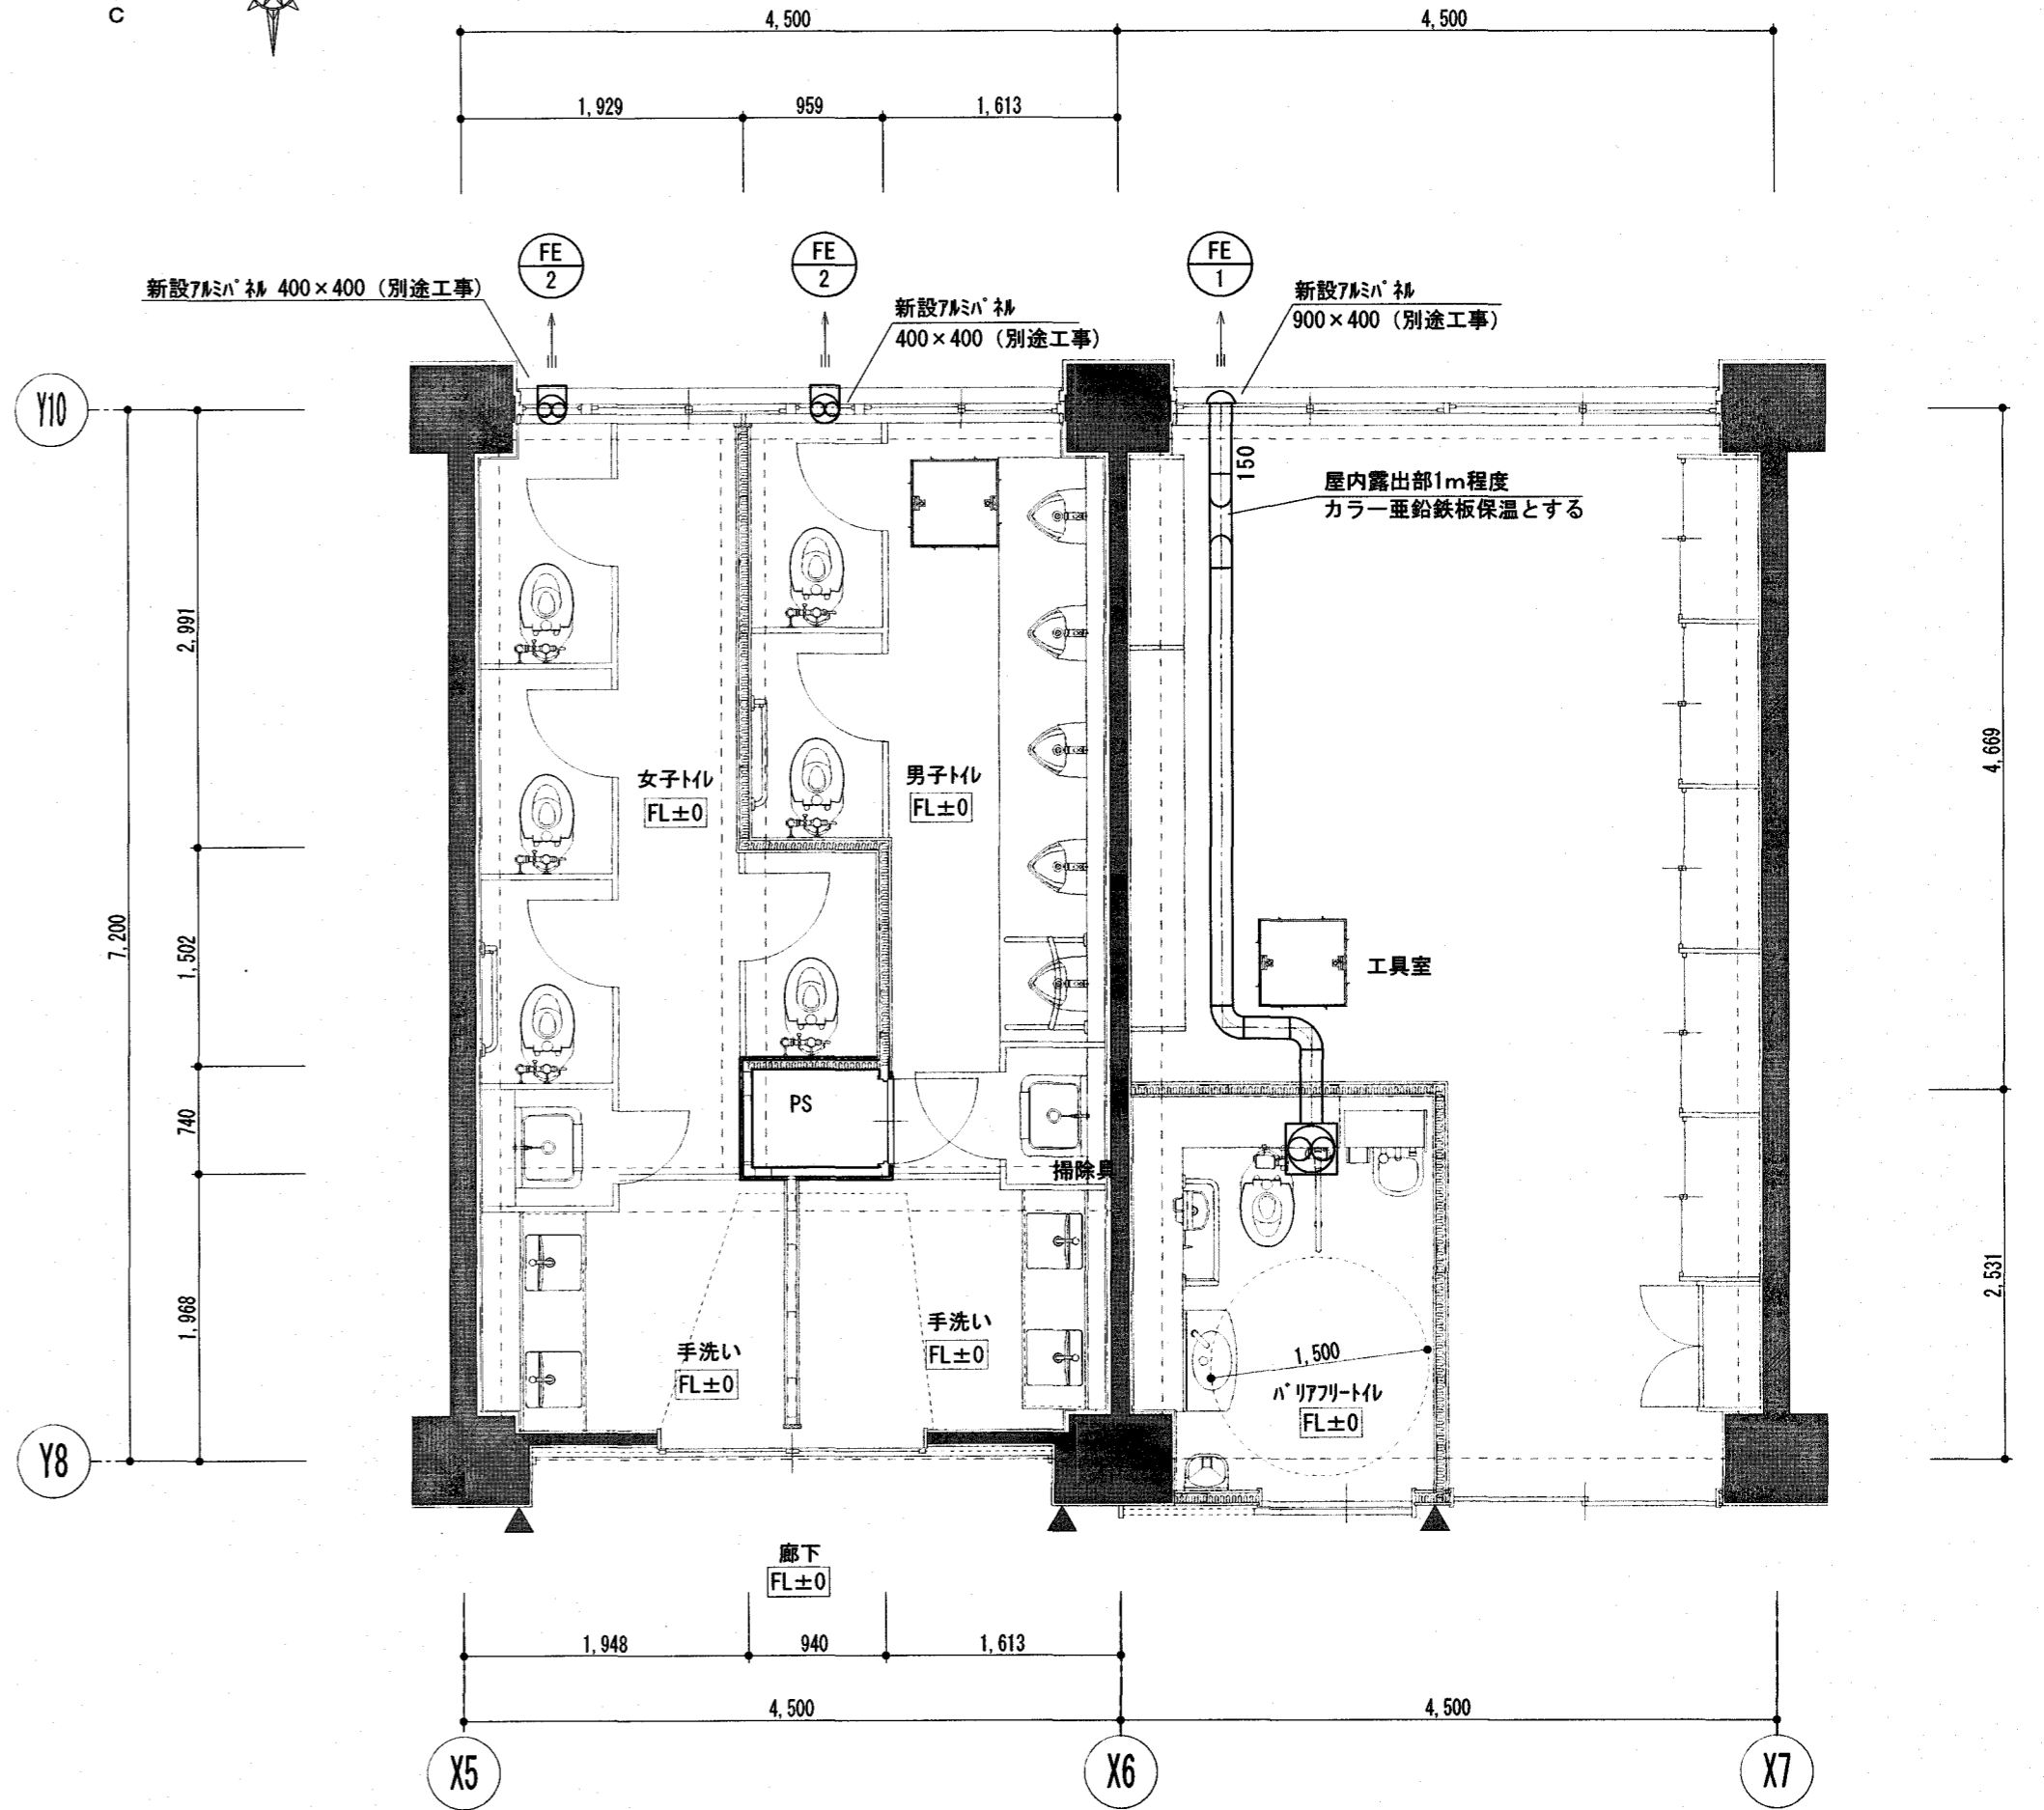 C
4,500
4,500
1,929
959
1,613
FE
2
FE
2
FE
1
新設ｱﾙﾐﾊﾟﾈﾙ 400×400（別途工事）
新設ｱﾙﾐﾊﾟﾈﾙ
400×400（別途工事）
新設ｱﾙﾐﾊﾟﾈﾙ
900×400（別途工事）
Y10
150
屋内露出部1m程度
カラー亜鉛鉄板保温とする
2,991
4,669
女子ﾄｲﾚ
FL±0
男子ﾄｲﾚ
FL±0
7,200
1,502
工具室
740
PS
掃除具
2,531
1,968
手洗い
FL±0
手洗い
FL±0
1,500
ﾊﾞﾘｱﾌﾘｰﾄｲﾚ
FL±0
Y8
廊下
FL±0
1,948
940
1,613
4,500
4,500
X5
X6
X7